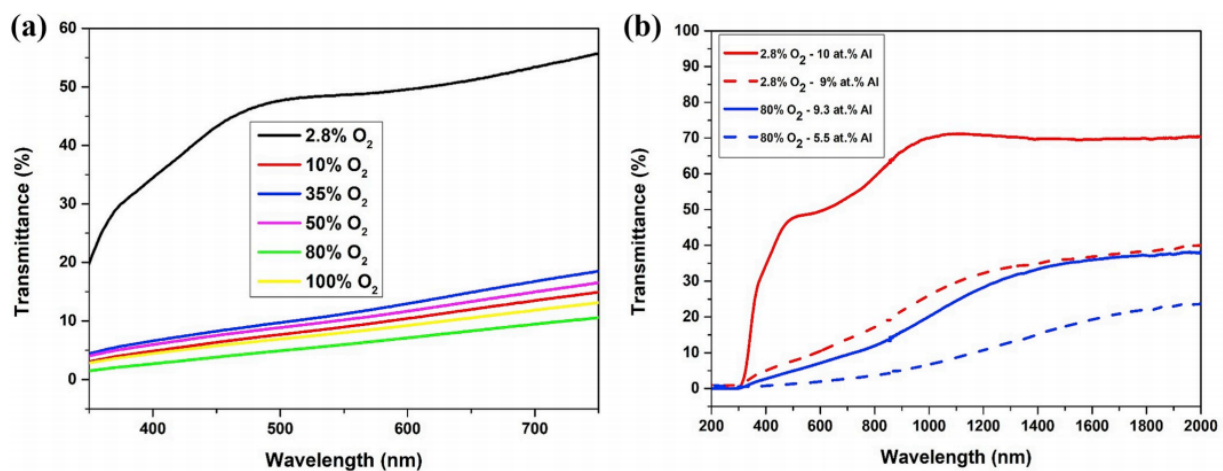 (a)
60
50
40
30
20
10
0
Transmittance (%)
2.8% O2
10% O2
35% O2
50% O2
80% O2
100% O2
400 500 600 700
Wavelength (nm)
(b)
100
90
80
70
60
50
40
30
20
10
0
Transmittance (%)
2.8% O2 - 10 at.% Al
2.8% O2 - 9% at.% Al
80% O2 - 9.3 at.% Al
80% O2 - 5.5 at.% Al
200 400 600 800 1000 1200 1400 1600 1800 2000
Wavelength (nm)